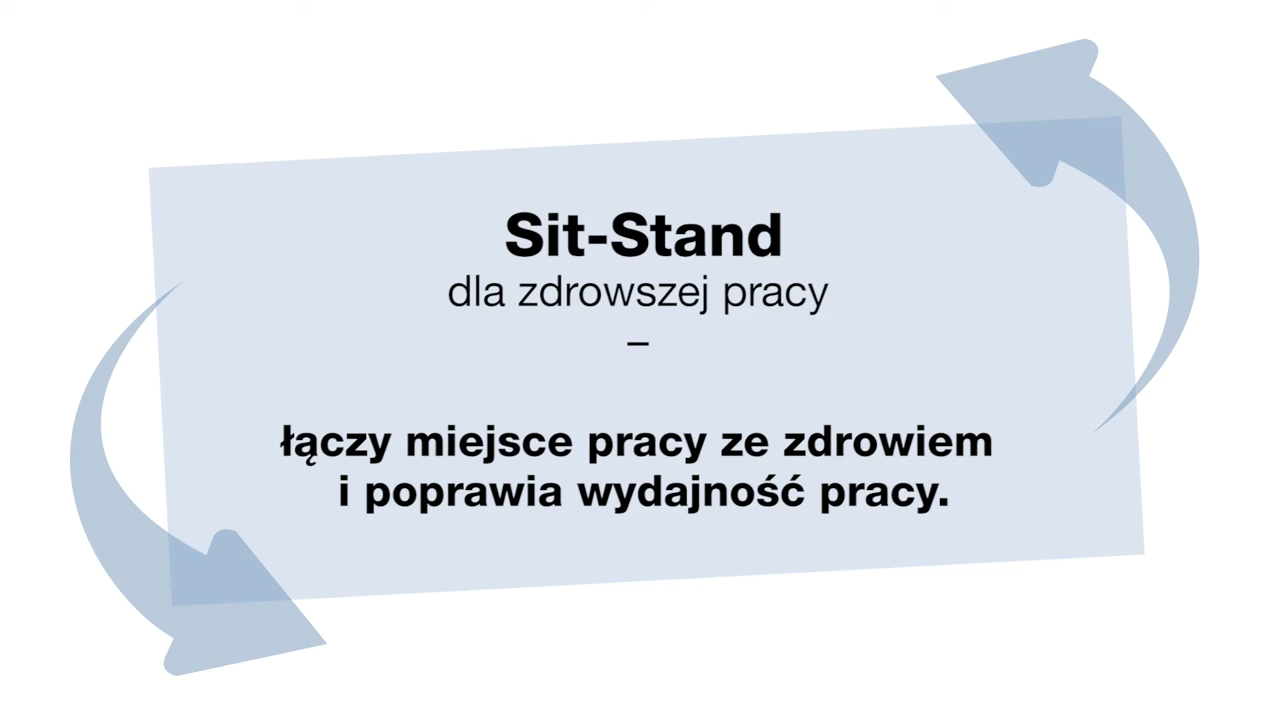 Sit-Stand
dla zdrowszej pracy
–
łączy miejsce pracy ze zdrowiem
i poprawia wydajność pracy.